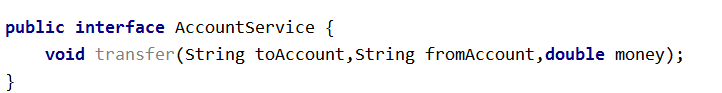 public interface AccountService {
    void transfer(String toAccount,String fromAccount,double money);
}